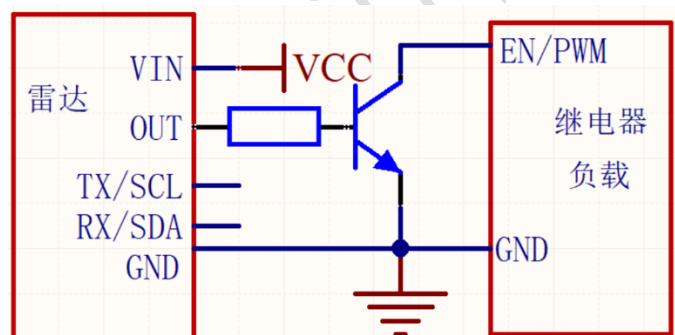 VIN
VCC
雷达
OUT
TX/SCL
RX/SDA
GND
EN/PWM
继电器
负载
GND